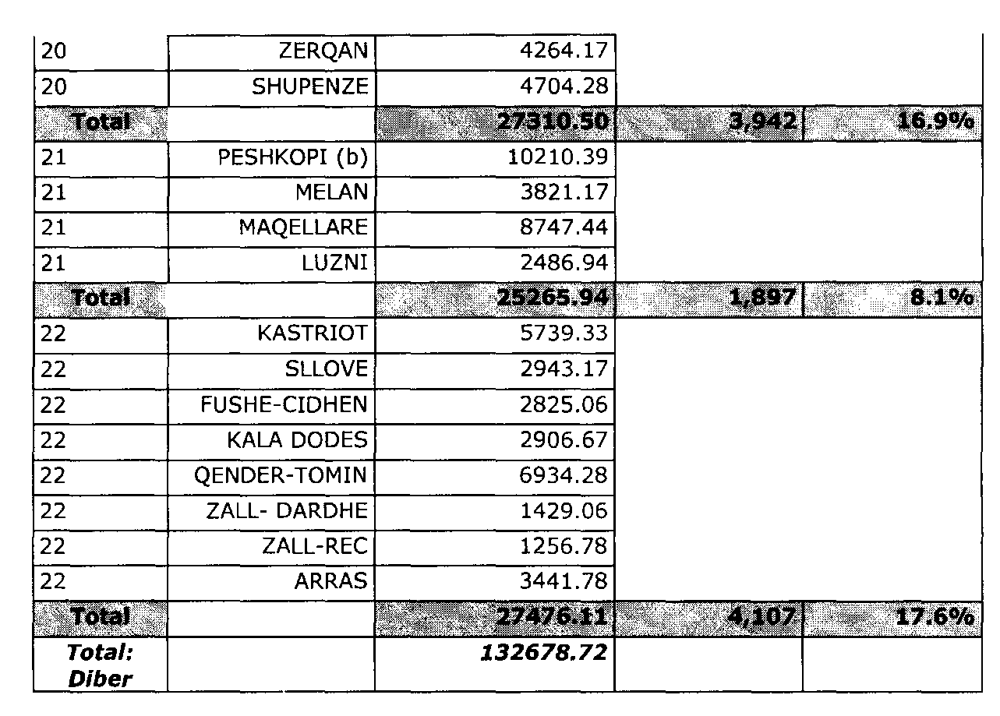 20 ZERQAN 4264.17
20 SHUPENZE 4704.28
Total 27310.50 3,942 16.9%
21 PESHKOPI (b) 10210.39
21 MELAN 3821.17
21 MAQELLARE 8747.44
21 LUZNI 2486.94
Total 25265.94 1,897 8.1%
22 KASTRIOT 5739.33
22 SLLOVE 2943.17
22 FUSHE-CIDHEN 2825.06
22 KALA DODES 2906.67
22 QENDER-TOMIN 6934.28
22 ZALL- DARDHE 1429.06
22 ZALL-REC 1256.78
22 ARRAS 3441.78
Total 27476.11 4,107 17.6%
Total: 132678.72
Diber